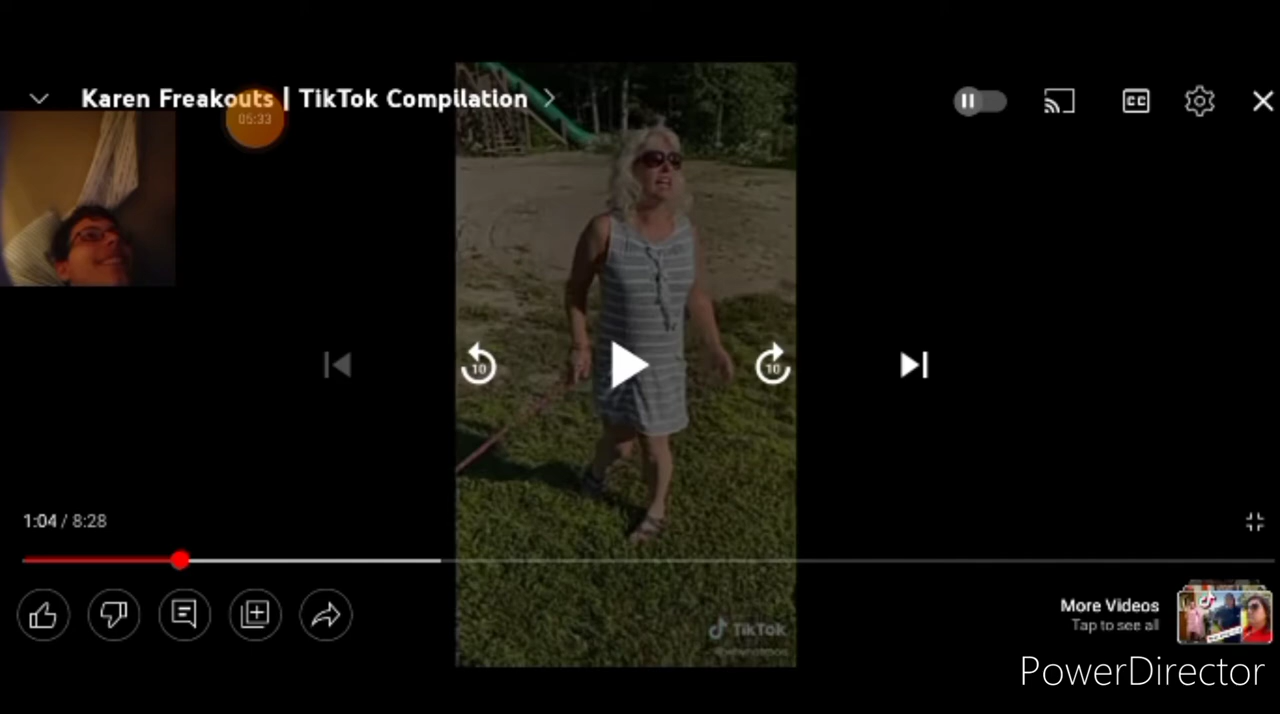 Karen Freakouts | TikTok Compilation
05:33
CC
10
10
1:04 / 8:28
More Videos
Tap to see all
TikTok
PowerDirector